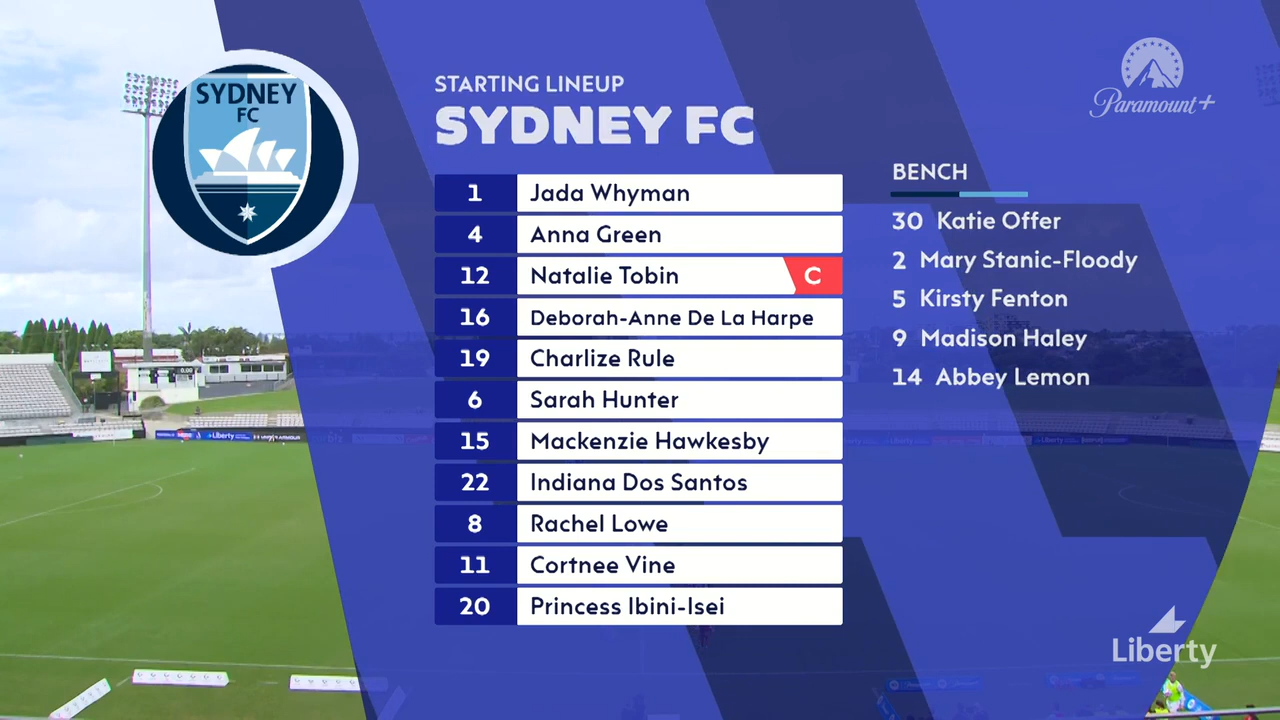 SYDNEY
FC
STARTING LINEUP
SYDNEY FC
1 Jada Whyman
4 Anna Green
12 Natalie Tobin C
16 Deborah-Anne De La Harpe
19 Charlize Rule
6 Sarah Hunter
15 Mackenzie Hawkesby
22 Indiana Dos Santos
8 Rachel Lowe
11 Cortnee Vine
20 Princess Ibini-Isei
Paramount+
BENCH
30 Katie Offer
2 Mary Stanic-Floody
5 Kirsty Fenton
9 Madison Haley
14 Abbey Lemon
Liberty
Liberty